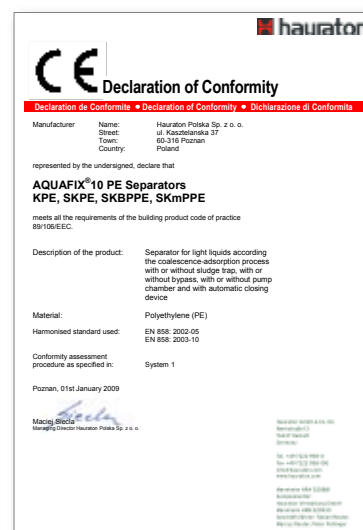 hauraton
CE
Declaration of Conformity
Declaration de Conformite • Declaration of Conformity • Dichiarazione di Conformita
Manufacturer Name: Hauraton Polska Sp. z o. o.
Street: ul. Kasztelanska 37
Town: 60-316 Poznan
Country: Poland
represented by the undersigned, declare that
AQUAFIX®10 PE Separators
KPE, SKPE, SKBPPE, SKmPPE
meets all the requirements of the building product code of practice
89/106/EEC.
Description of the product: Separator for light liquids according
the coalescence-adsorption process
with or without sludge trap, with or
without bypass, with or without pump
chamber and with automatic closing
device
Material: Polyethylene (PE)
Harmonised standard used: EN 858: 2002-05
EN 858: 2003-10
Conformity assessment
procedure as specified in: System 1
Poznan, 01st January 2009
Maciej Siecla
Managing Director Hauraton Polska Sp. z o. o.